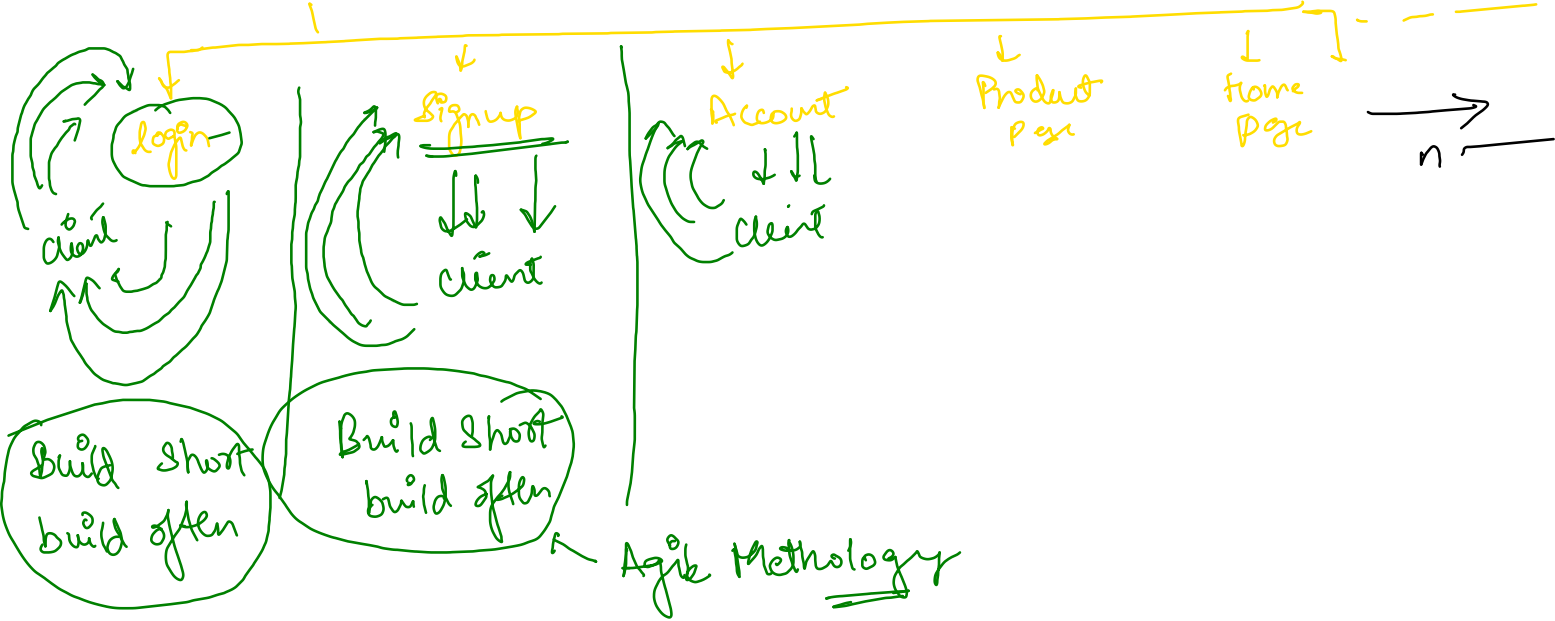 login
Signup
Account
Product
page
Home
page
n
Client
Client
Client
Build Short
build often
Build Short
build often
Agile Methology